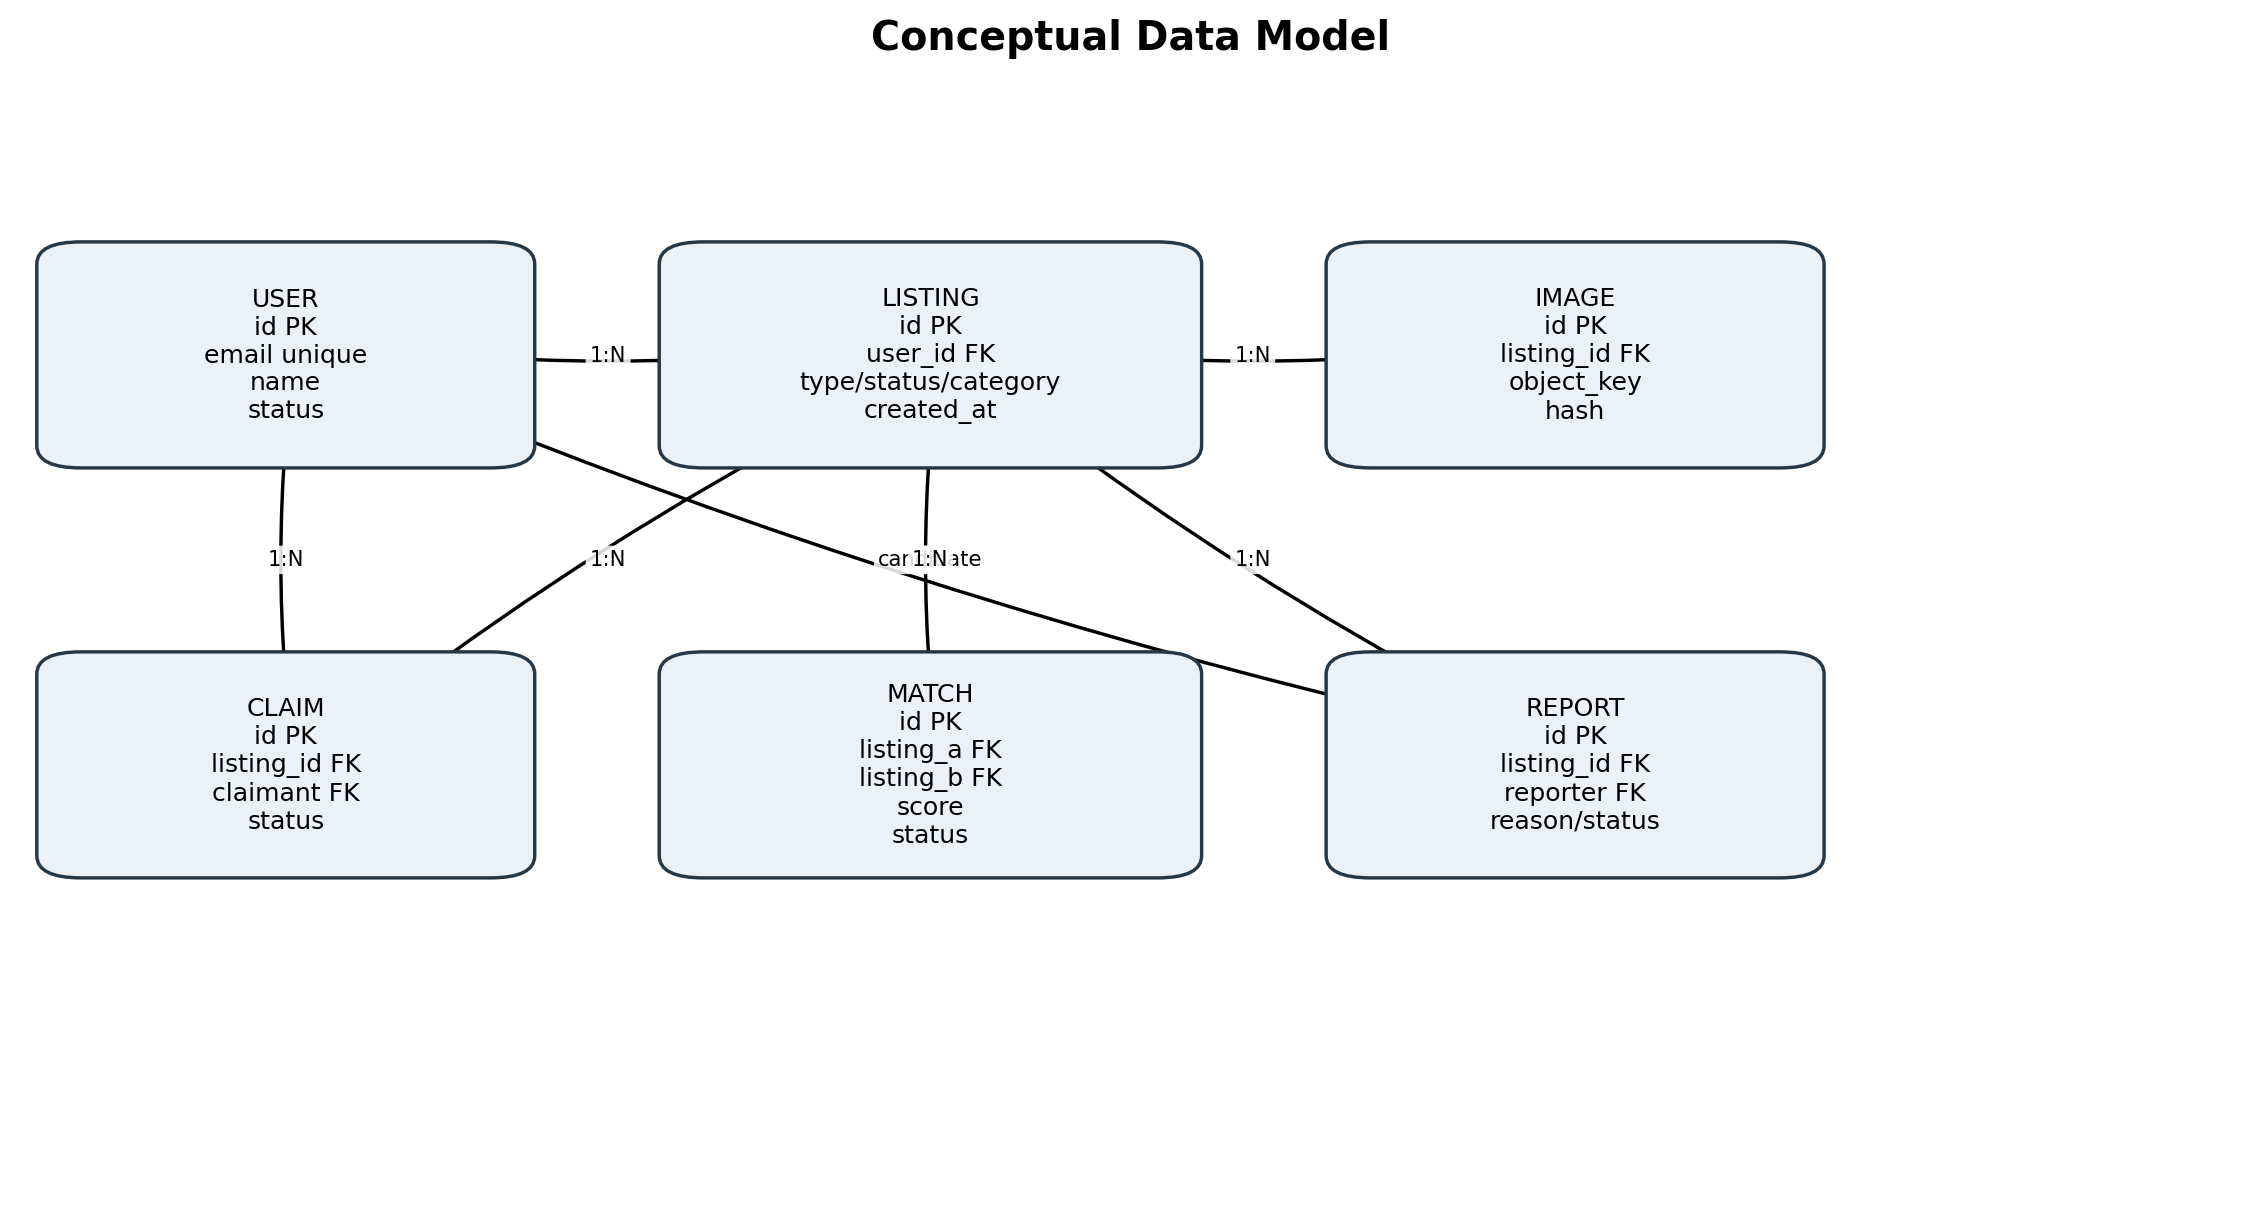 Conceptual Data Model
USER
id PK
email unique
name
status
1:N
LISTING
id PK
user_id FK
type/status/category
created_at
1:N
IMAGE
id PK
listing_id FK
object_key
hash
1:N
1:N
1:N
1:N
CLAIM
id PK
listing_id FK
claimant FK
status
MATCH
id PK
listing_a FK
listing_b FK
score
status
REPORT
id PK
listing_id FK
reporter FK
reason/status